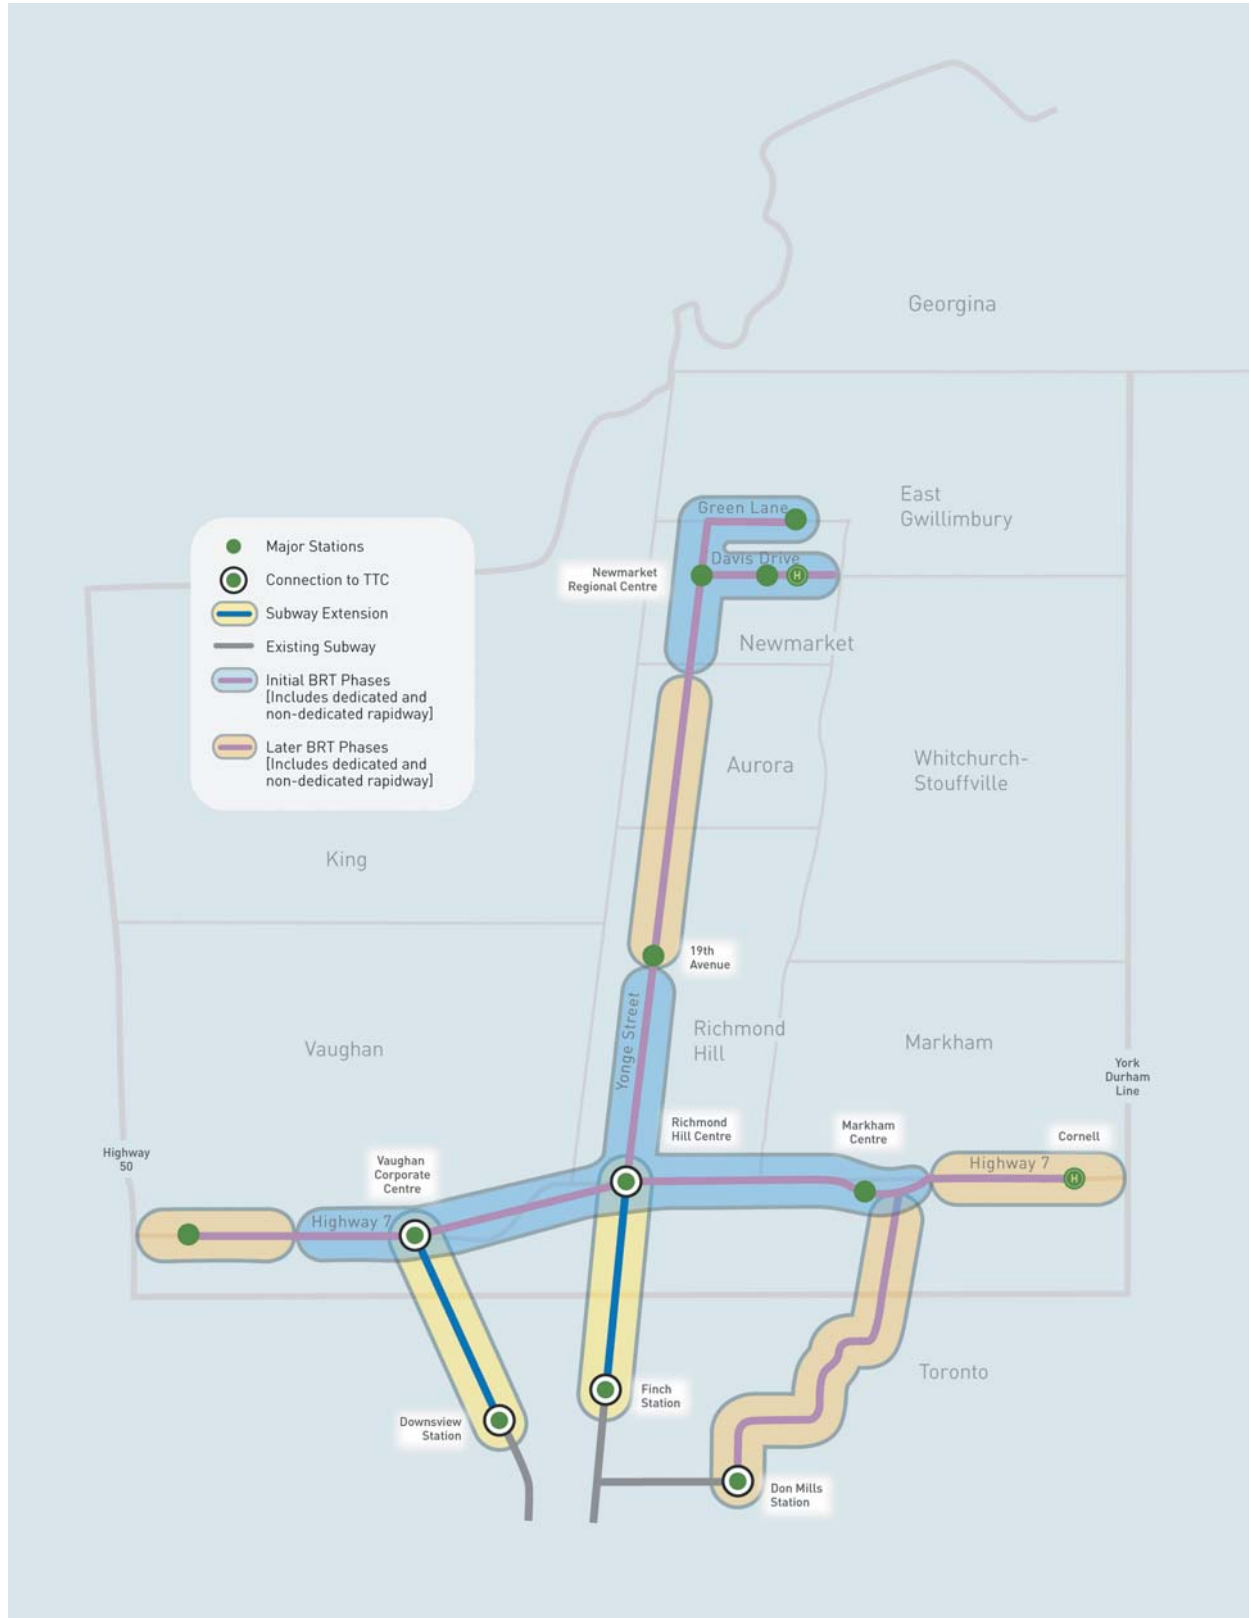 Georgina
East
Gwillimbury
Green Lane
Davis Drive
H
Newmarket
Regional Centre
Newmarket
Major Stations
Connection to TTC
Subway Extension
Existing Subway
Initial BRT Phases
[Includes dedicated and
non-dedicated rapidway]
Later BRT Phases
[Includes dedicated and
non-dedicated rapidway]
Aurora
Whitchurch-
Stouffville
King
19th
Avenue
Yonge Street
Richmond
Hill
Vaughan
Markham
York
Durham
Line
Highway
50
Vaughan
Corporate
Centre
Richmond
Hill Centre
Markham
Centre
Cornell
Highway 7
H
Highway 7
Toronto
Finch
Station
Downsview
Station
Don Mills
Station